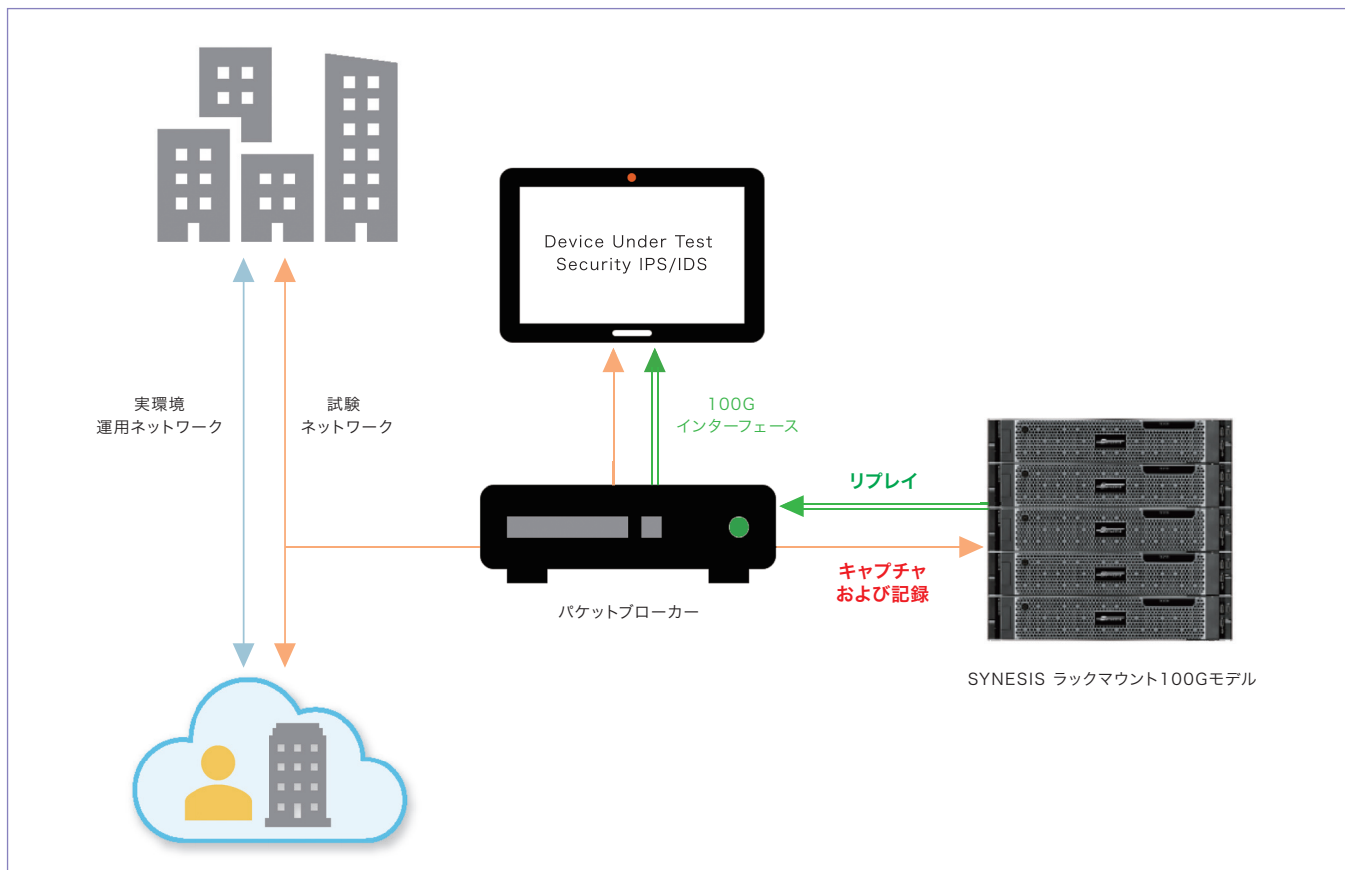 Device Under Test
Security IPS/IDS
実環境
運用ネットワーク
試験
ネットワーク
100G
インターフェース
リプレイ
キャプチャ
および記録
パケットブローカー
SYNESIS ラックマウント100Gモデル